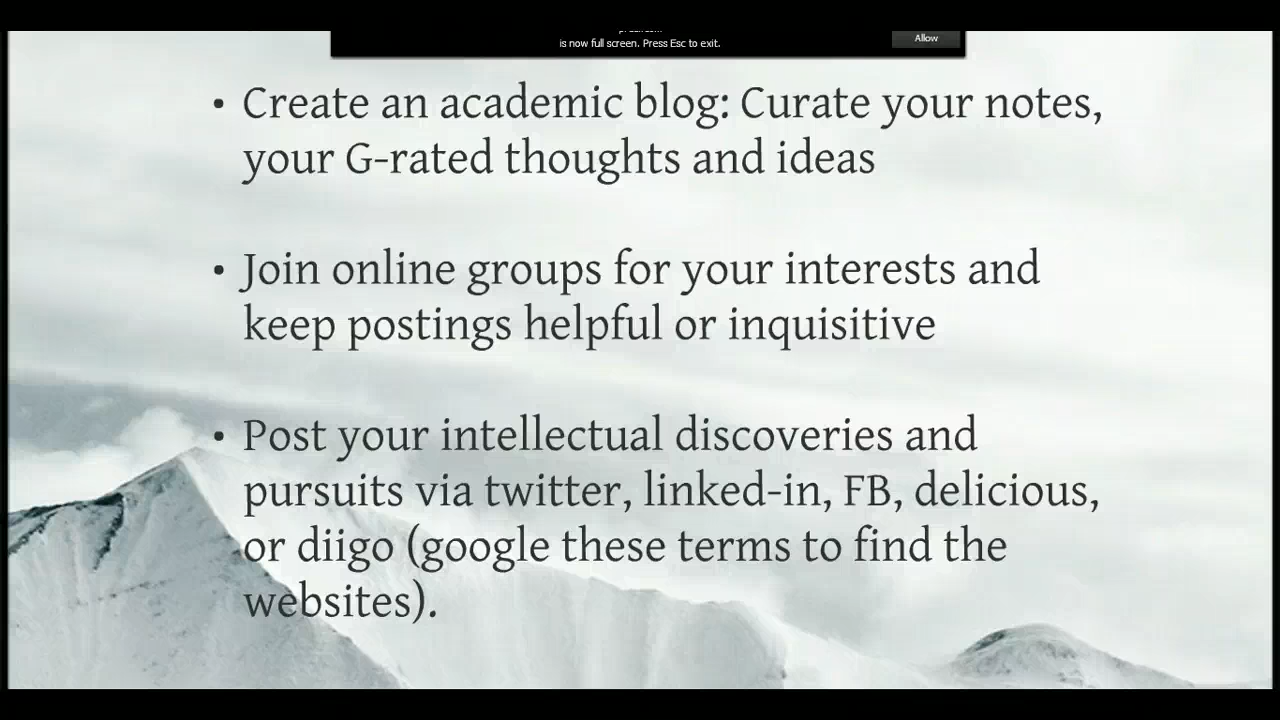 is now full screen. Press Esc to exit.
Allow
• Create an academic blog: Curate your notes,
your G-rated thoughts and ideas
• Join online groups for your interests and
keep postings helpful or inquisitive
• Post your intellectual discoveries and
pursuits via twitter, linked-in, FB, delicious,
or diigo (google these terms to find the
websites).